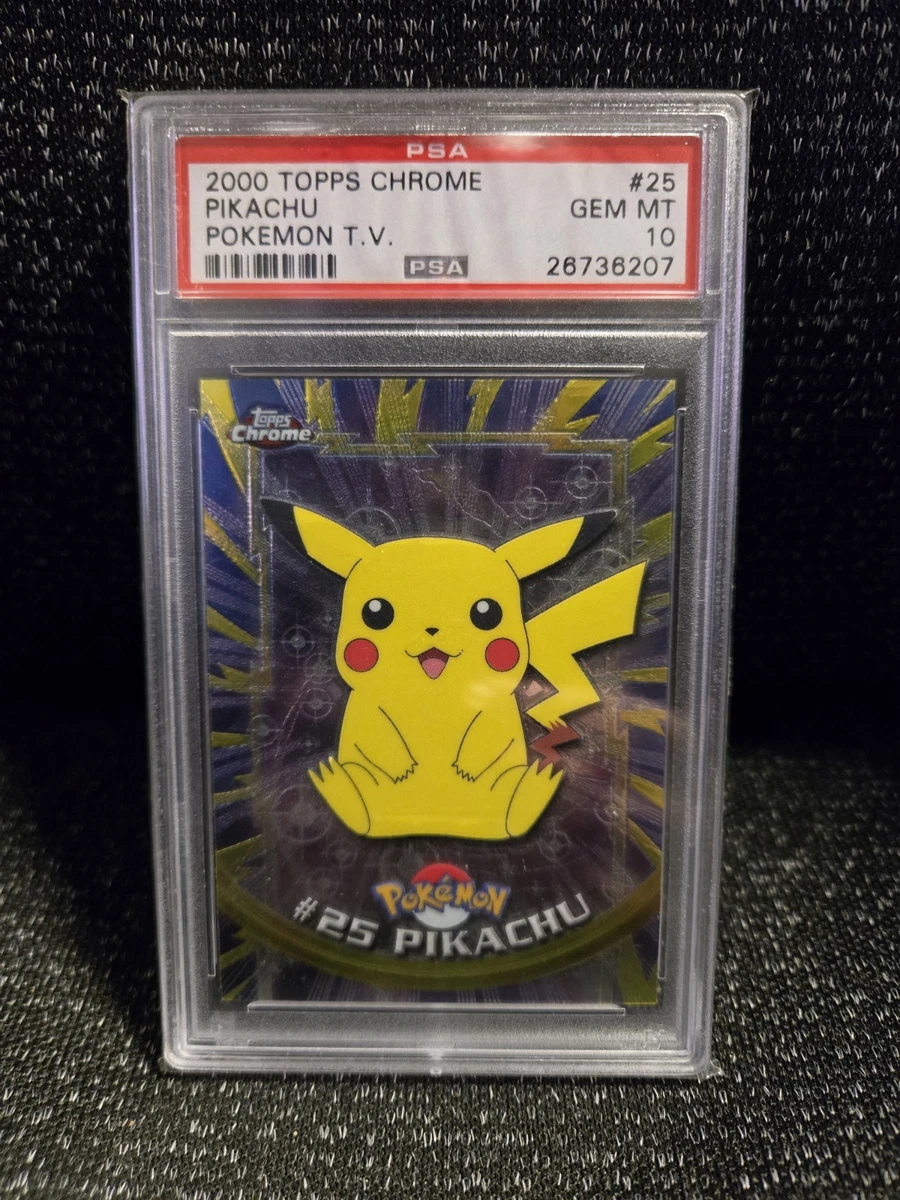 PSA
2000 TOPPS CHROME #25
PIKACHU GEM MT
POKEMON T.V. 10
PSA 26736207
Topps
Chrome
POKéMON
#25 PIKACHU